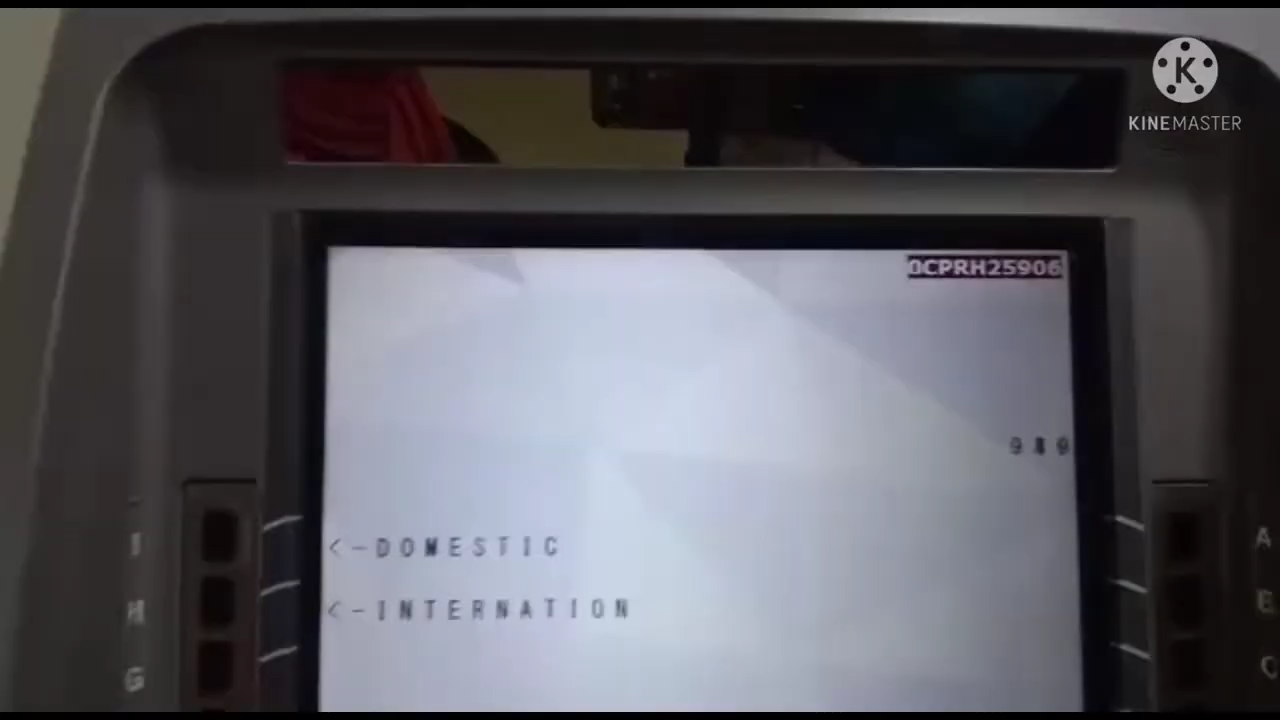 K
KINEMASTER
0CPRH25906
<-DOMESTIC
<-INTERNATION
I
H
G
A
B
C